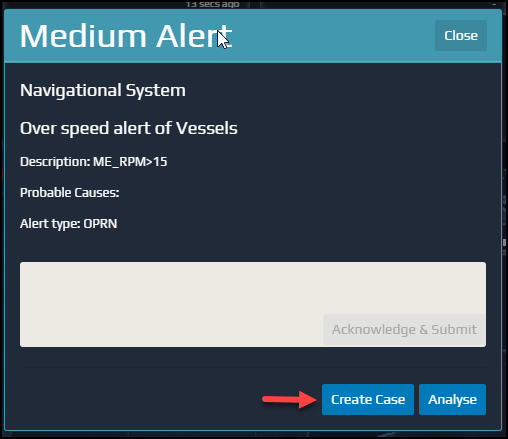 13 secs ago
Medium Alert
Close
Navigational System
Over speed alert of Vessels
Description: ME_RPM>15
Probable Causes:
Alert type: OPRN
Acknowledge & Submit
Create Case
Analyse